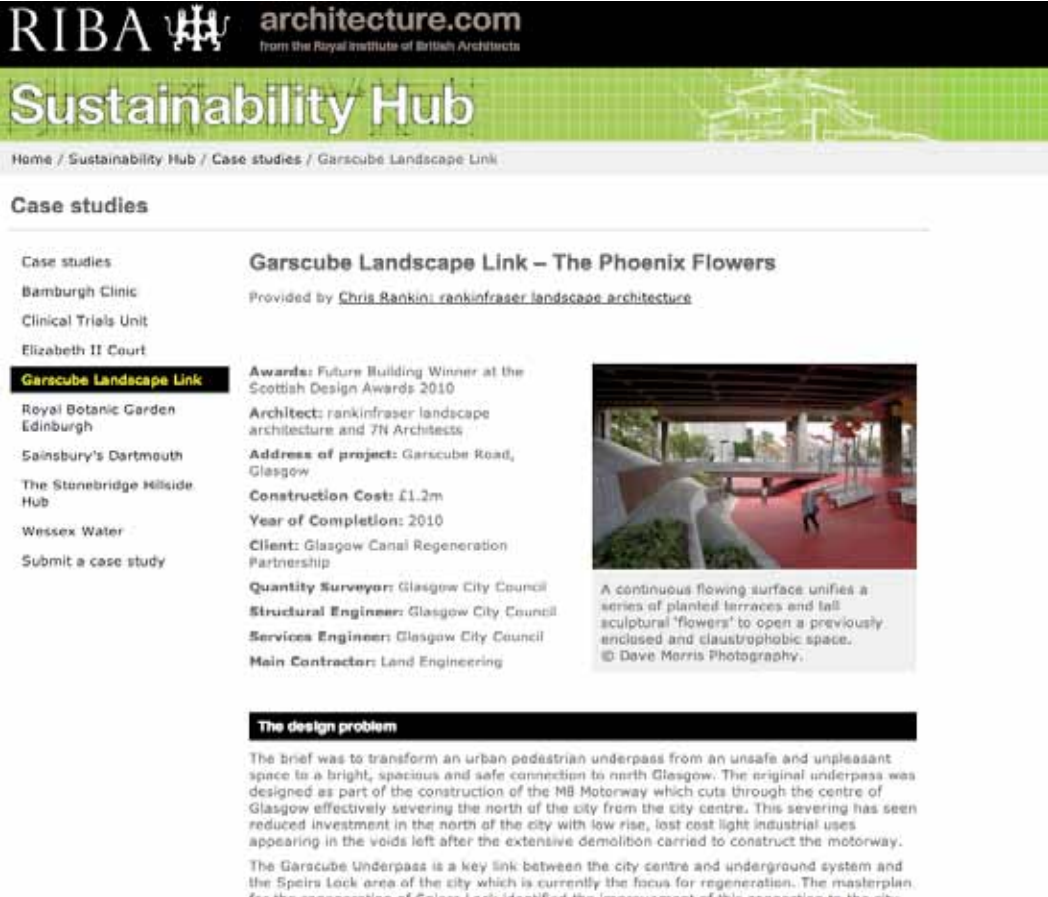 RIBA architecture.com
from the Royal Institute of British Architects
Sustainability Hub
Home / Sustainability Hub / Case studies / Garscube Landscape Link
Case studies
Case studies
Bamburgh Clinic
Clinical Trials Unit
Elizabeth II Court
Garscube Landscape Link
Royal Botanic Garden
Edinburgh
Sainsbury's Dartmouth
The Stonebridge Hillside
Hub
Wessex Water
Submit a case study
Garscube Landscape Link – The Phoenix Flowers
Provided by Chris Rankin: rankinfraser landscape architecture
Awards: Future Building Winner at the
Scottish Design Awards 2010
Architect: rankinfraser landscape
architecture and 7N Architects
Address of project: Garscube Road,
Glasgow
Construction Cost: £1.2m
Year of Completion: 2010
Client: Glasgow Canal Regeneration
Partnership
Quantity Surveyor: Glasgow City Council
Structural Engineer: Glasgow City Council
Services Engineer: Glasgow City Council
Main Contractor: Land Engineering
A continuous flowing surface unifies a
series of planted terraces and tall
sculptural 'flowers' to open a previously
enclosed and claustrophobic space.
© Dave Morris Photography.
The design problem
The brief was to transform an urban pedestrian underpass from an unsafe and unpleasant
space to a bright, spacious and safe connection to north Glasgow. The original underpass was
designed as part of the construction of the M8 Motorway which cuts through the centre of
Glasgow effectively severing the north of the city from the city centre. This severing has seen
reduced investment in the north of the city with low rise, lost cost light industrial uses
appearing in the voids left after the extensive demolition carried to construct the motorway.
The Garscube Underpass is a key link between the city centre and underground system and
the Speirs Lock area of the city which is currently the focus for regeneration. The masterplan